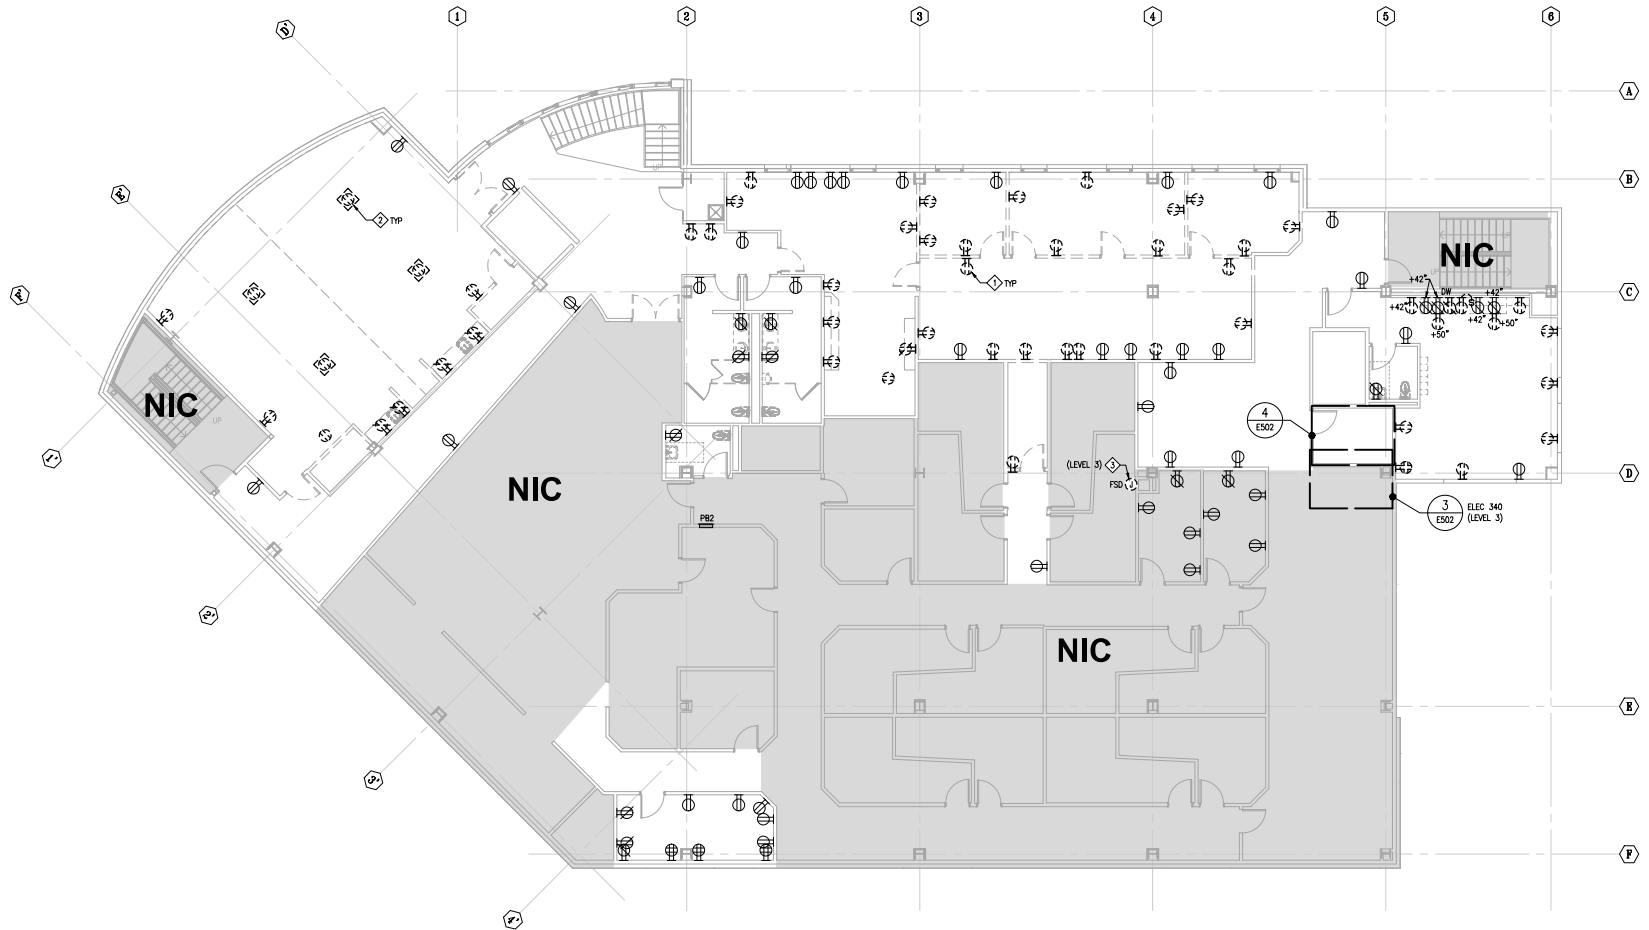 1
2
3
4
5
6
D'
A
B'
B
UP
2 TYP
NIC
+42"
UP
1 TYP
C
DW
+42"
+42"
+42"
+50"
+50"
F'
NIC
UP
4
E502
1'
(LEVEL 3) 3
D
FSD J
NIC
3
E502
ELEC 340
(LEVEL 3)
PB2
2'
NIC
E
3'
F
4'